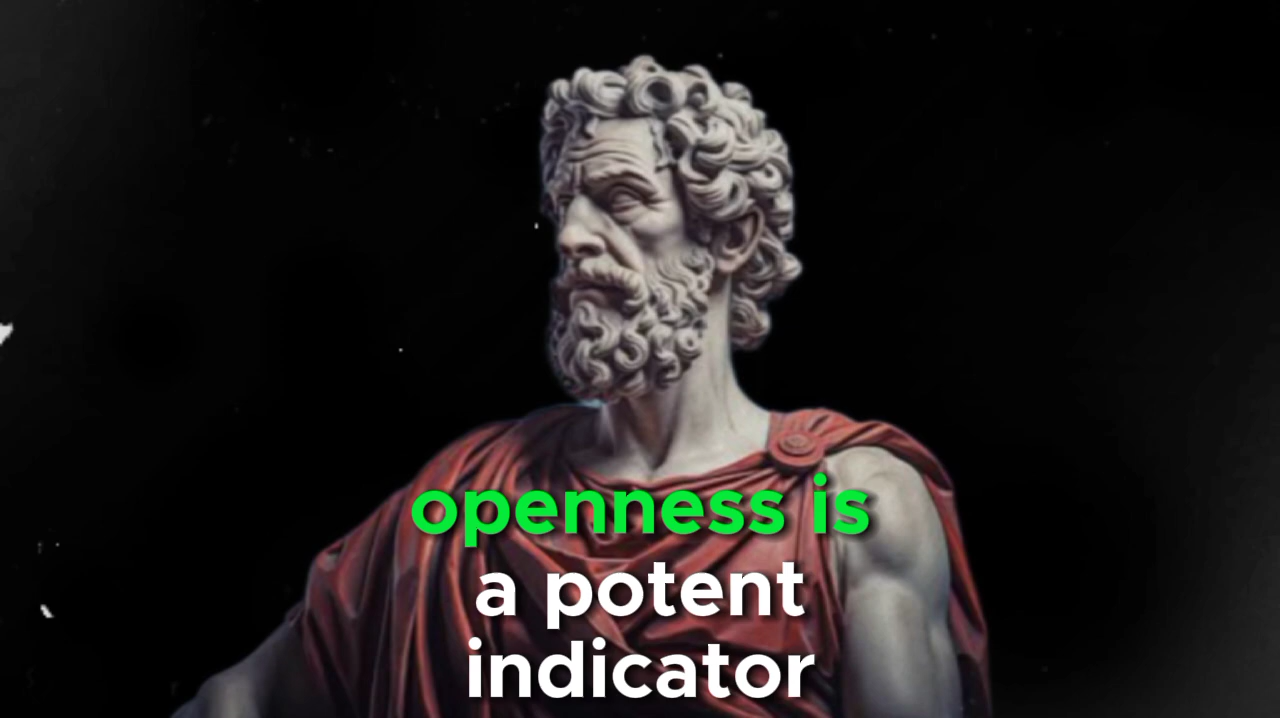 openness is
a potent
indicator